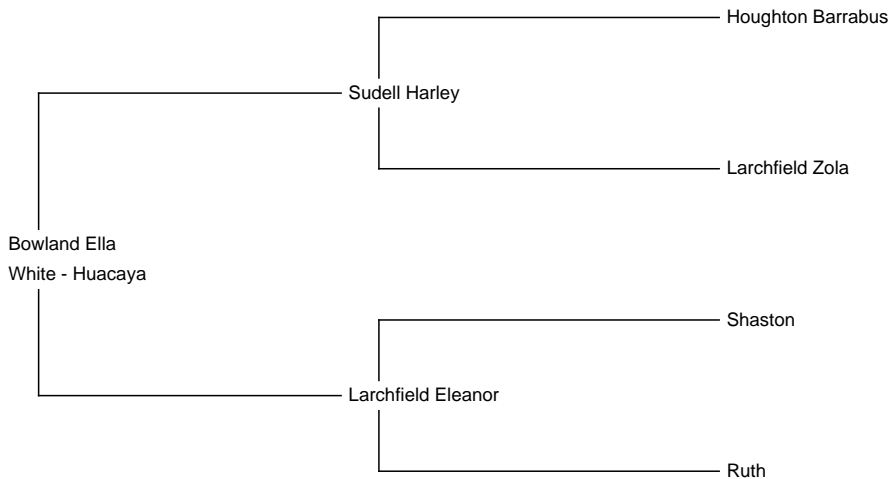 Houghton Barrabus
Sudell Harley
Larchfield Zola
Bowland Ella
White - Huacaya
Shaston
Larchfield Eleanor
Ruth